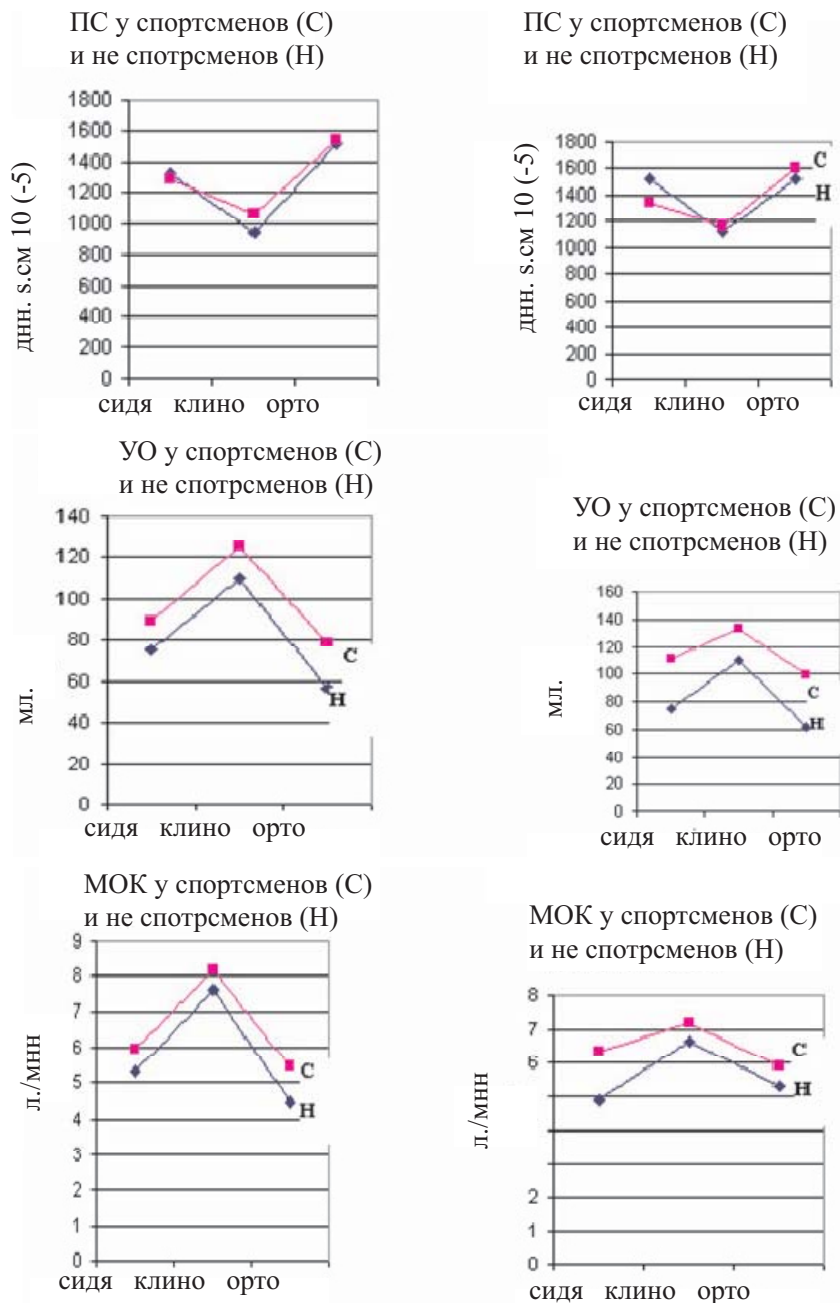 ПС у спортсменов (С)
и не спотрсменов (Н)
1800
1600
1400
1200
1000
800
600
400
200
0
днн. s.см 10 (-5)
сидя клино орто
ПС у спортсменов (С)
и не спотрсменов (Н)
1800
1600
1400
1200
1000
800
600
400
200
0
днн. s.см 10 (-5)
С
Н
сидя клино орто
УО у спортсменов (С)
и не спотрсменов (Н)
140
120
100
80
60
40
20
0
мл.
С
Н
сидя клино орто
УО у спортсменов (С)
и не спотрсменов (Н)
160
140
120
100
80
60
40
20
0
мл.
С
Н
сидя клино орто
МОК у спортсменов (С)
и не спотрсменов (Н)
9
8
7
6
5
4
3
2
1
0
л./мнн
С
Н
сидя клино орто
МОК у спортсменов (С)
и не спотрсменов (Н)
8
7
6
2
1
0
л./мнн
С
Н
сидя клино орто